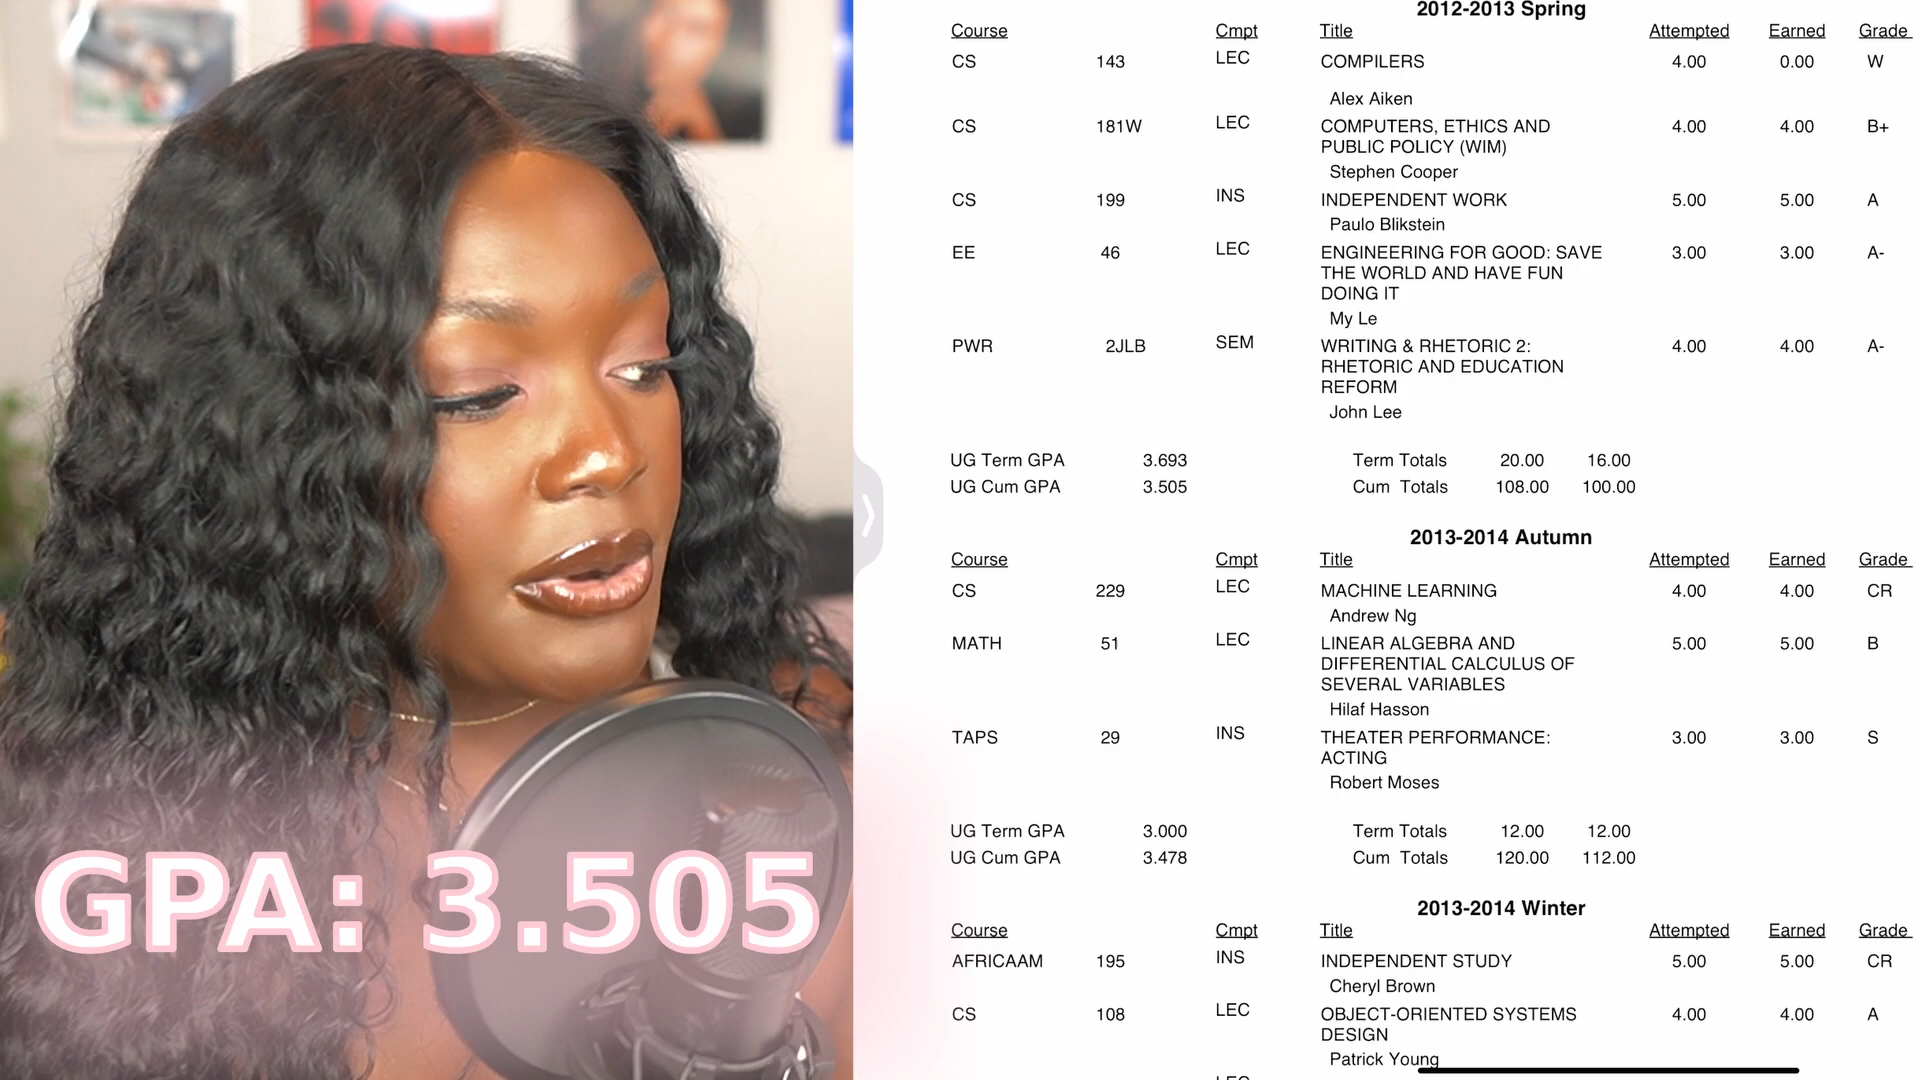 GPA: 3.505
2012-2013 Spring
Course Cmpt Title Attempted Earned Grade
CS 143 LEC COMPILERS 4.00 0.00 W
Alex Aiken
CS 181W LEC COMPUTERS, ETHICS AND 4.00 4.00 B+
PUBLIC POLICY (WIM)
Stephen Cooper
CS 199 INS INDEPENDENT WORK 5.00 5.00 A
Paulo Blikstein
EE 46 LEC ENGINEERING FOR GOOD: SAVE 3.00 3.00 A-
THE WORLD AND HAVE FUN
DOING IT
My Le
PWR 2JLB SEM WRITING & RHETORIC 2: 4.00 4.00 A-
RHETORIC AND EDUCATION
REFORM
John Lee
UG Term GPA 3.693 Term Totals 20.00 16.00
UG Cum GPA 3.505 Cum Totals 108.00 100.00
2013-2014 Autumn
Course Cmpt Title Attempted Earned Grade
CS 229 LEC MACHINE LEARNING 4.00 4.00 CR
Andrew Ng
MATH 51 LEC LINEAR ALGEBRA AND 5.00 5.00 B
DIFFERENTIAL CALCULUS OF
SEVERAL VARIABLES
Hilaf Hasson
TAPS 29 INS THEATER PERFORMANCE: 3.00 3.00 S
ACTING
Robert Moses
UG Term GPA 3.000 Term Totals 12.00 12.00
UG Cum GPA 3.478 Cum Totals 120.00 112.00
2013-2014 Winter
Course Cmpt Title Attempted Earned Grade
AFRICAAM 195 INS INDEPENDENT STUDY 5.00 5.00 CR
Cheryl Brown
CS 108 LEC OBJECT-ORIENTED SYSTEMS 4.00 4.00 A
DESIGN
Patrick Young
LEC